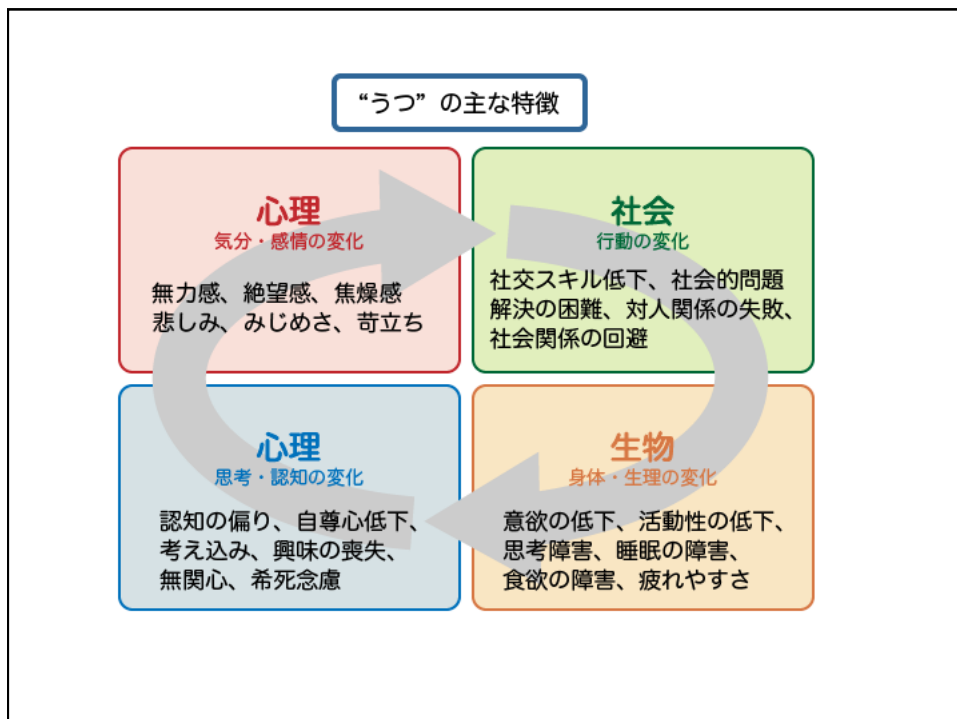 “うつ”の主な特徴
心理
気分・感情の変化
無力感、絶望感、焦燥感
悲しみ、みじめさ、苛立ち
社会
行動の変化
社交スキル低下、社会的問題
解決の困難、対人関係の失敗、
社会関係の回避
心理
思考・認知の変化
認知の偏り、自尊心低下、
考え込み、興味の喪失、
無関心、希死念慮
生物
身体・生理の変化
意欲の低下、活動性の低下、
思考障害、睡眠の障害、
食欲の障害、疲れやすさ